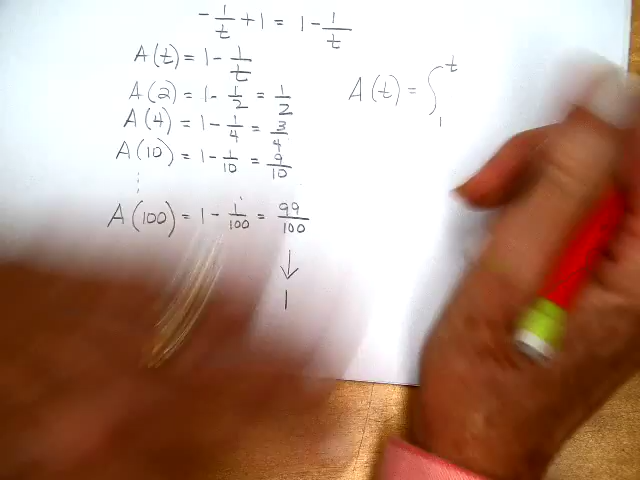 -1/t + 1 = 1 - 1/t
A(t) = 1 - 1/t
A(2) = 1 - 1/2 = 1/2
A(4) = 1 - 1/4 = 3/4
A(10) = 1 - 1/10 = 9/10
⋮
A(100) = 1 - 1/100 = 99/100
↓
1
A(t) = ∫₁ᵗ